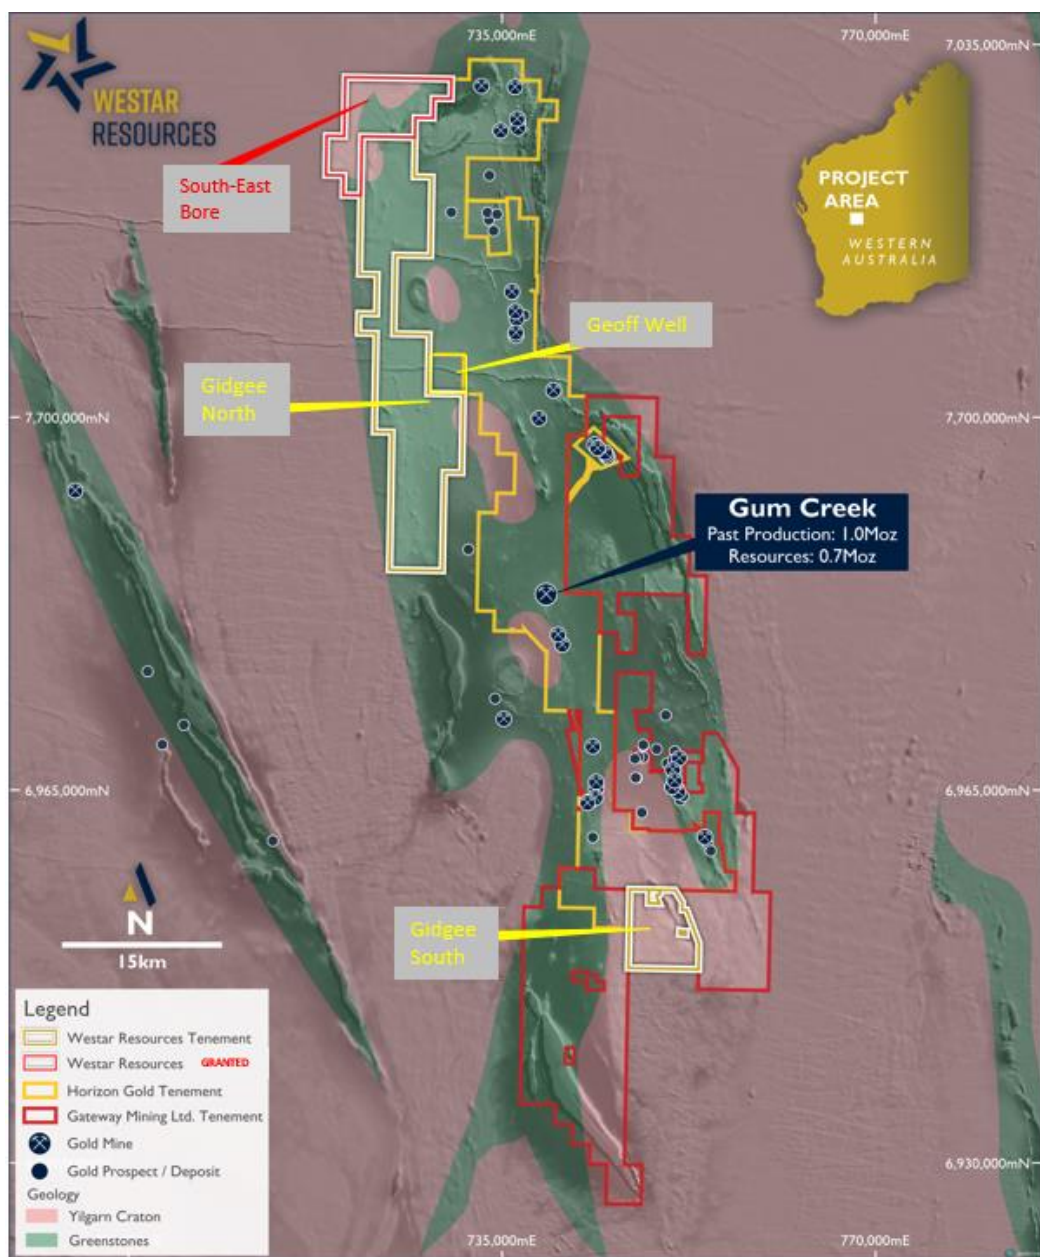 735,000mE
770,000mE
7,035,000mN
WESTAR
RESOURCES
South-East
Bore
PROJECT
AREA
WESTERN
AUSTRALIA
Geoff Well
Gidgee
North
7,700,000mN
7,700,000mN
Gum Creek
Past Production: 1.0Moz
Resources: 0.7Moz
6,965,000mN
6,965,000mN
N
15km
Gidgee
South
Legend
Westar Resources Tenement
Westar Resources GRANTED
Horizon Gold Tenement
Gateway Mining Ltd. Tenement
Gold Mine
Gold Prospect / Deposit
Geology
Yilgarn Craton
Greenstones
6,930,000mN
735,000mE
770,000mE